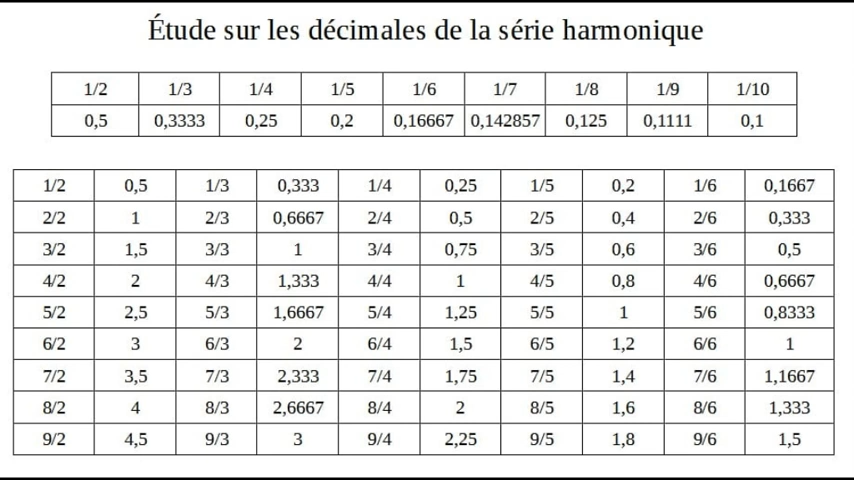 Étude sur les décimales de la série harmonique
1/2 1/3 1/4 1/5 1/6 1/7 1/8 1/9 1/10
0,5 0,3333 0,25 0,2 0,16667 0,142857 0,125 0,1111 0,1
1/2 0,5 1/3 0,333 1/4 0,25 1/5 0,2 1/6 0,1667
2/2 1 2/3 0,6667 2/4 0,5 2/5 0,4 2/6 0,333
3/2 1,5 3/3 1 3/4 0,75 3/5 0,6 3/6 0,5
4/2 2 4/3 1,333 4/4 1 4/5 0,8 4/6 0,6667
5/2 2,5 5/3 1,6667 5/4 1,25 5/5 1 5/6 0,8333
6/2 3 6/3 2 6/4 1,5 6/5 1,2 6/6 1
7/2 3,5 7/3 2,333 7/4 1,75 7/5 1,4 7/6 1,1667
8/2 4 8/3 2,6667 8/4 2 8/5 1,6 8/6 1,333
9/2 4,5 9/3 3 9/4 2,25 9/5 1,8 9/6 1,5